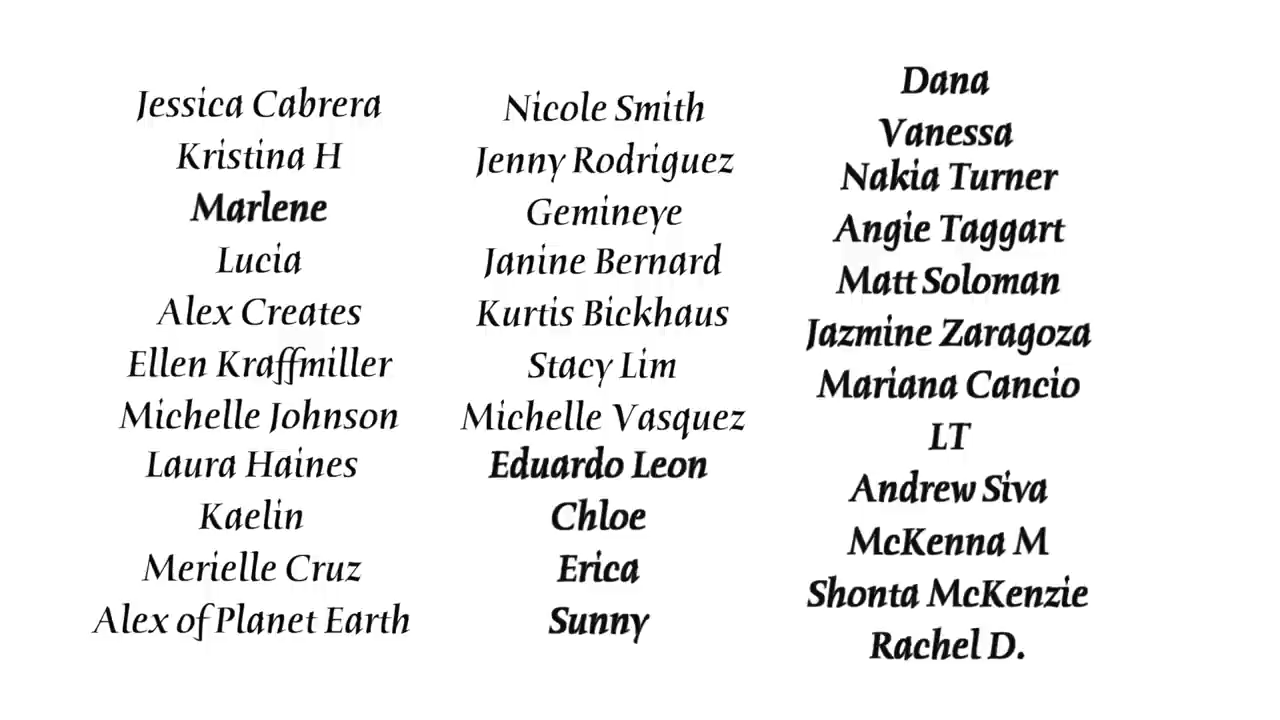 Jessica Cabrera
Kristina H
Marlene
Lucia
Alex Creates
Ellen Kraffmiller
Michelle Johnson
Laura Haines
Kaelin
Merielle Cruz
Alex of Planet Earth
Nicole Smith
Jenny Rodriguez
Gemineye
Janine Bernard
Kurtis Bickhaus
Stacy Lim
Michelle Vasquez
Eduardo Leon
Chloe
Erica
Sunny
Dana
Vanessa
Nakia Turner
Angie Taggart
Matt Soloman
Jazmine Zaragoza
Mariana Cancio
LT
Andrew Siva
McKenna M
Shonta McKenzie
Rachel D.